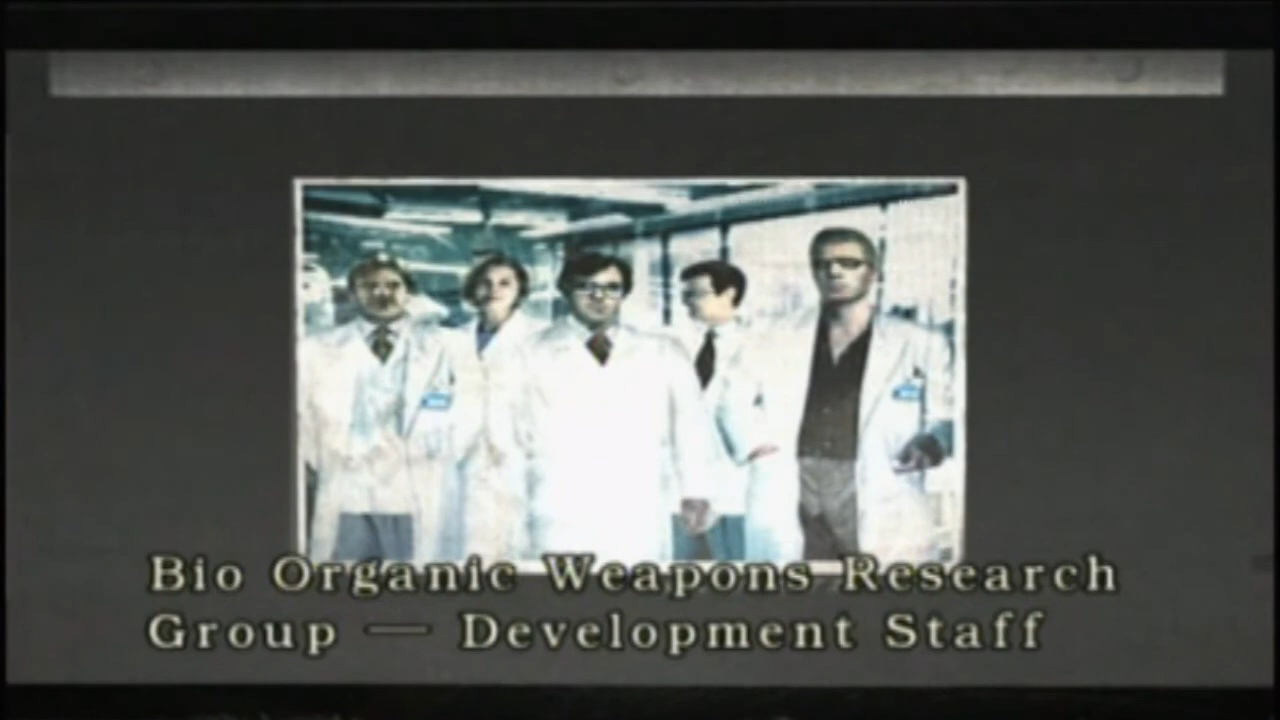 Bio Organic Weapons Research
Group — Development Staff